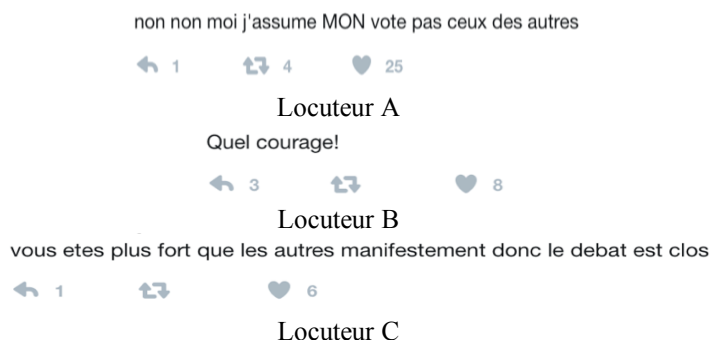 non non moi j'assume MON vote pas ceux des autres
1 4 25
Locuteur A
Quel courage!
3 8
Locuteur B
vous etes plus fort que les autres manifestement donc le debat est clos
1 6
Locuteur C